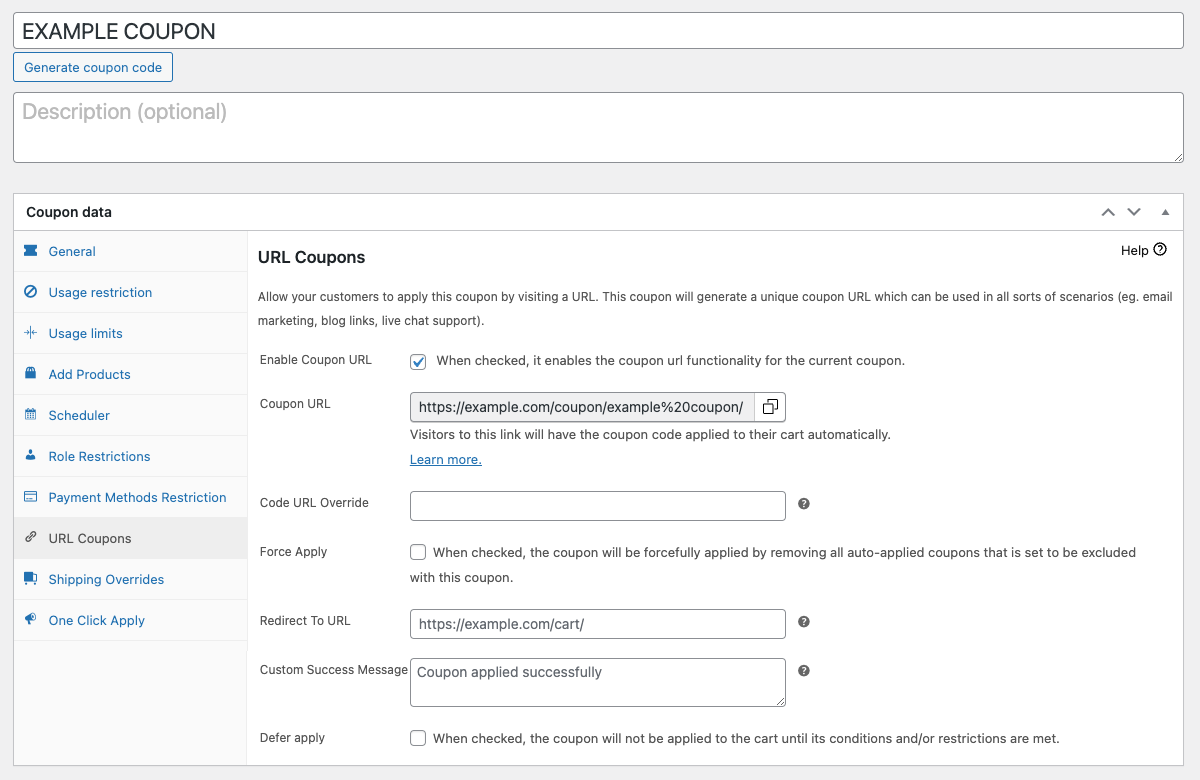 EXAMPLE COUPON
Generate coupon code
Description (optional)
Coupon data
General
Usage restriction
Usage limits
Add Products
Scheduler
Role Restrictions
Payment Methods Restriction
URL Coupons
Shipping Overrides
One Click Apply
URL Coupons
Help
Allow your customers to apply this coupon by visiting a URL. This coupon will generate a unique coupon URL which can be used in all sorts of scenarios (eg. email
marketing, blog links, live chat support).
Enable Coupon URL
When checked, it enables the coupon url functionality for the current coupon.
Coupon URL
https://example.com/coupon/example%20coupon/
Visitors to this link will have the coupon code applied to their cart automatically.
Learn more.
Code URL Override
Force Apply
When checked, the coupon will be forcefully applied by removing all auto-applied coupons that is set to be excluded
with this coupon.
Redirect To URL
https://example.com/cart/
Custom Success Message
Coupon applied successfully
Defer apply
When checked, the coupon will not be applied to the cart until its conditions and/or restrictions are met.